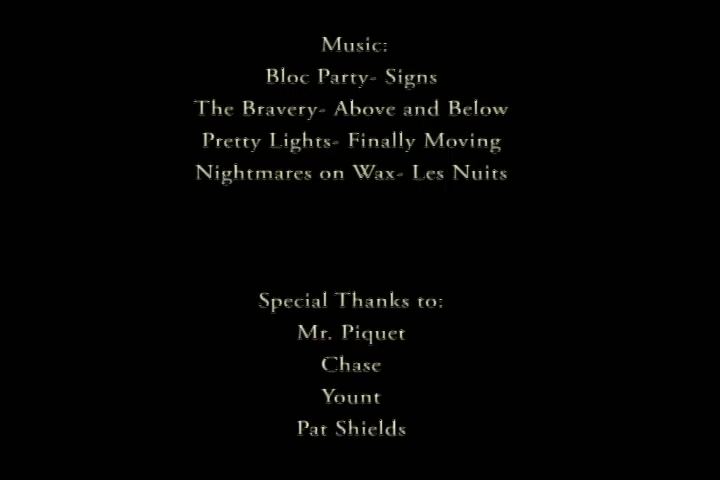 Music:
Bloc Party- Signs
The Bravery- Above and Below
Pretty Lights- Finally Moving
Nightmares on Wax- Les Nuits
Special Thanks to:
Mr. Piquet
Chase
Yount
Pat Shields